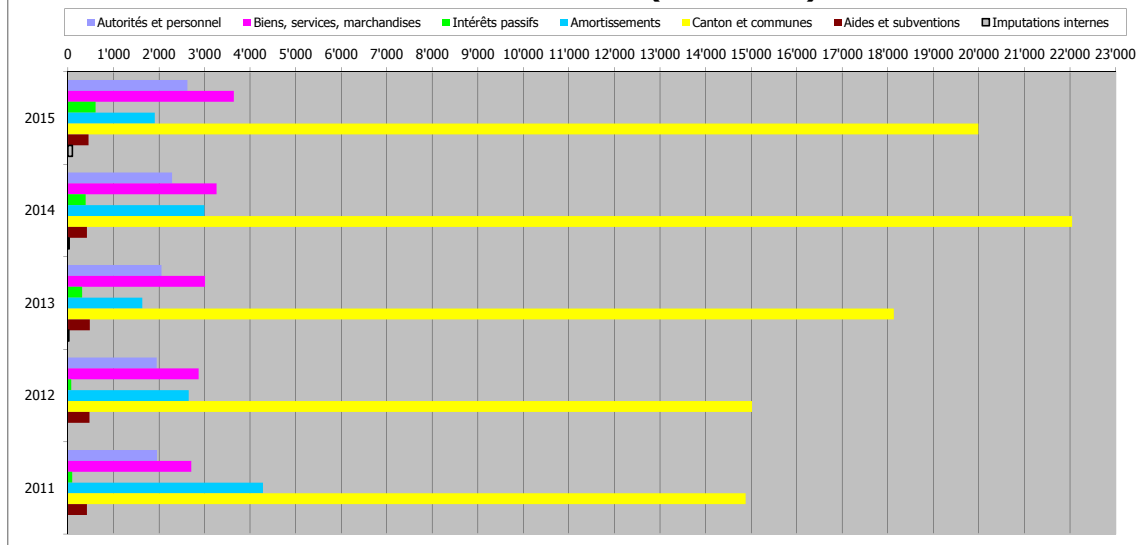 Autorités et personnel Biens, services, marchandises Intérêts passifs Amortissements Canton et communes Aides et subventions Imputations internes
0 1'000 2'000 3'000 4'000 5'000 6'000 7'000 8'000 9'000 10'000 11'000 12'000 13'000 14'000 15'000 16'000 17'000 18'000 19'000 20'000 21'000 22'000 23'000
2015
2014
2013
2012
2011